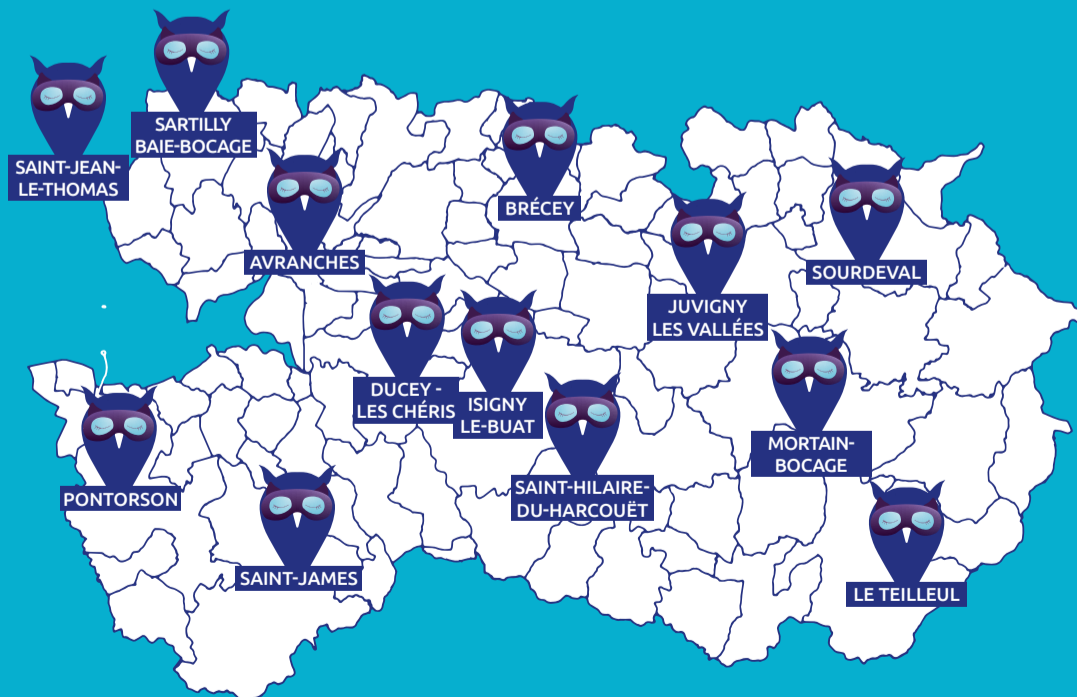 SARTILLY
BAIE-BOCAGE
SAINT-JEAN-
LE-THOMAS
BRÉCEY
AVRANCHES
SOURDEVAL
JUVIGNY
LES VALLÉES
DUCEY -
LES CHÉRIS
ISIGNY
LE-BUAT
MORTAIN-
BOCAGE
PONTORSON
SAINT-HILAIRE-
DU-HARCOUËT
SAINT-JAMES
LE TEILLEUL